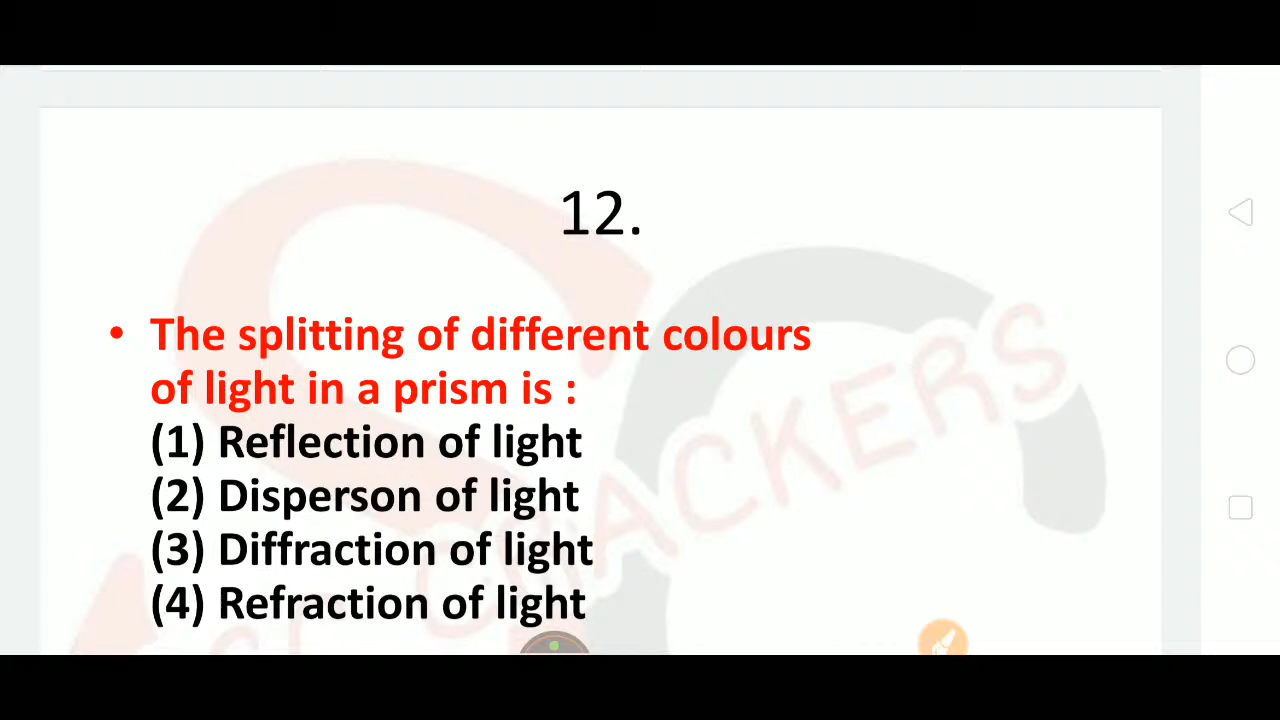 12.
• The splitting of different colours
of light in a prism is :
(1) Reflection of light
(2) Disperson of light
(3) Diffraction of light
(4) Refraction of light